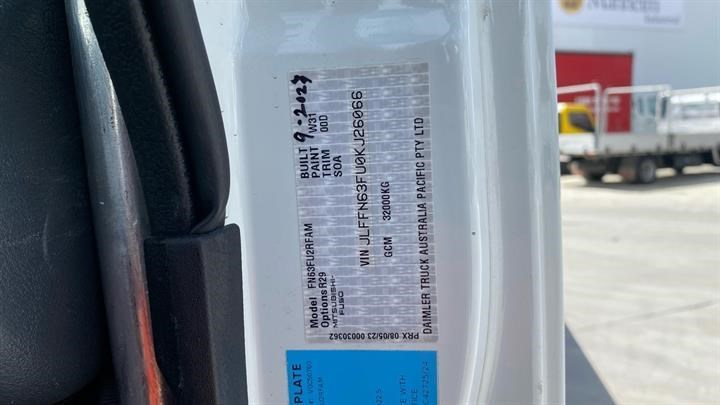 Model FN63FU2RFAM BUILT 9-2023
Options R29 PAINT W31
MITSUBISHI- TRIM 00D
FUSO SOA
VIN JLFFN63FU0KJ26066
GCM 32000KG
DAIMLER TRUCK AUSTRALIA PACIFIC PTY LTD
PRX 08/05/23 00030362
PLATE